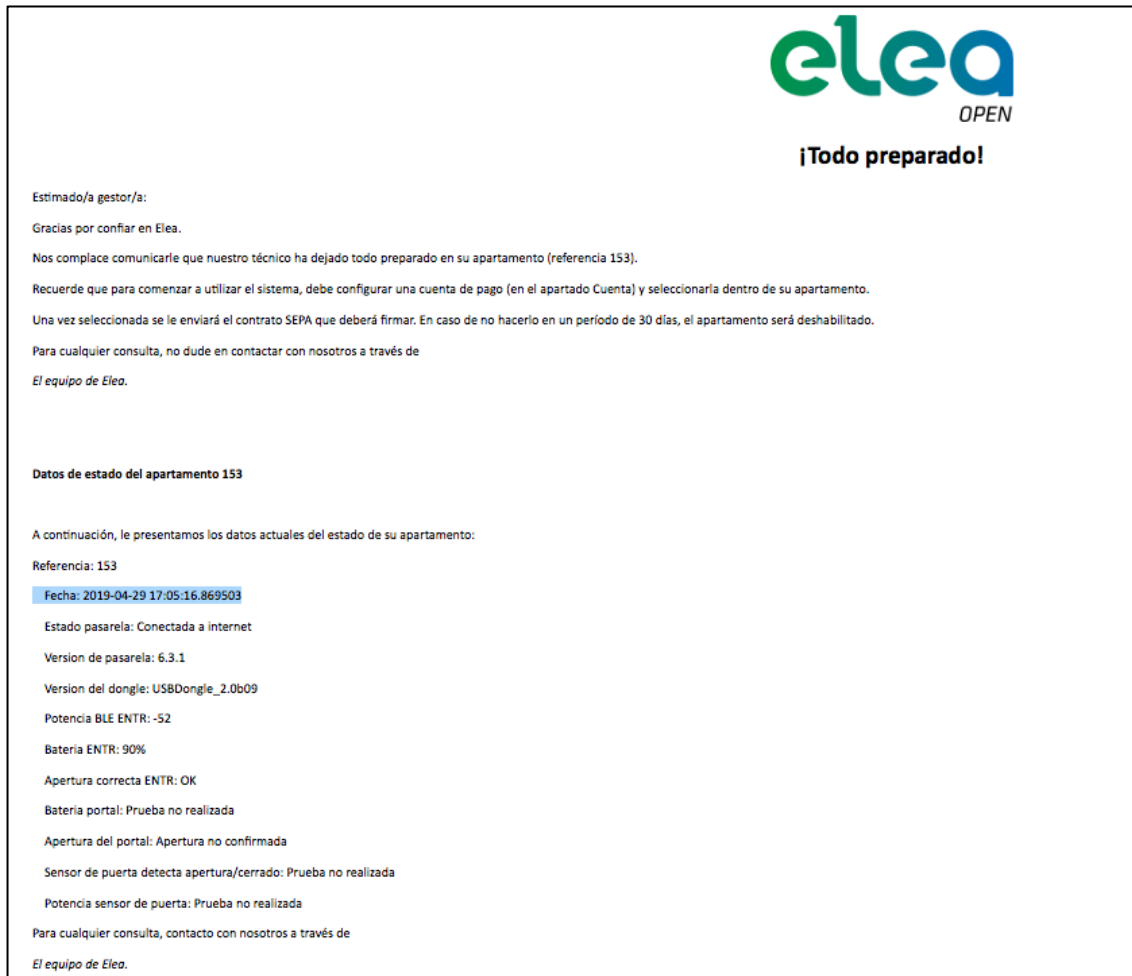 elea
OPEN
¡Todo preparado!
Estimado/a gestor/a:
Gracias por confiar en Elea.
Nos complace comunicarle que nuestro técnico ha dejado todo preparado en su apartamento (referencia 153).
Recuerde que para comenzar a utilizar el sistema, debe configurar una cuenta de pago (en el apartado Cuenta) y seleccionarla dentro de su apartamento.
Una vez seleccionada se le enviará el contrato SEPA que deberá firmar. En caso de no hacerlo en un período de 30 días, el apartamento será deshabilitado.
Para cualquier consulta, no dude en contactar con nosotros a través de
El equipo de Elea.
Datos de estado del apartamento 153
A continuación, le presentamos los datos actuales del estado de su apartamento:
Referencia: 153
Fecha: 2019-04-29 17:05:16.869503
Estado pasarela: Conectada a internet
Version de pasarela: 6.3.1
Version del dongle: USBDongle_2.0b09
Potencia BLE ENTR: -52
Bateria ENTR: 90%
Apertura correcta ENTR: OK
Bateria portal: Prueba no realizada
Apertura del portal: Apertura no confirmada
Sensor de puerta detecta apertura/cerrado: Prueba no realizada
Potencia sensor de puerta: Prueba no realizada
Para cualquier consulta, contacto con nosotros a través de
El equipo de Elea.